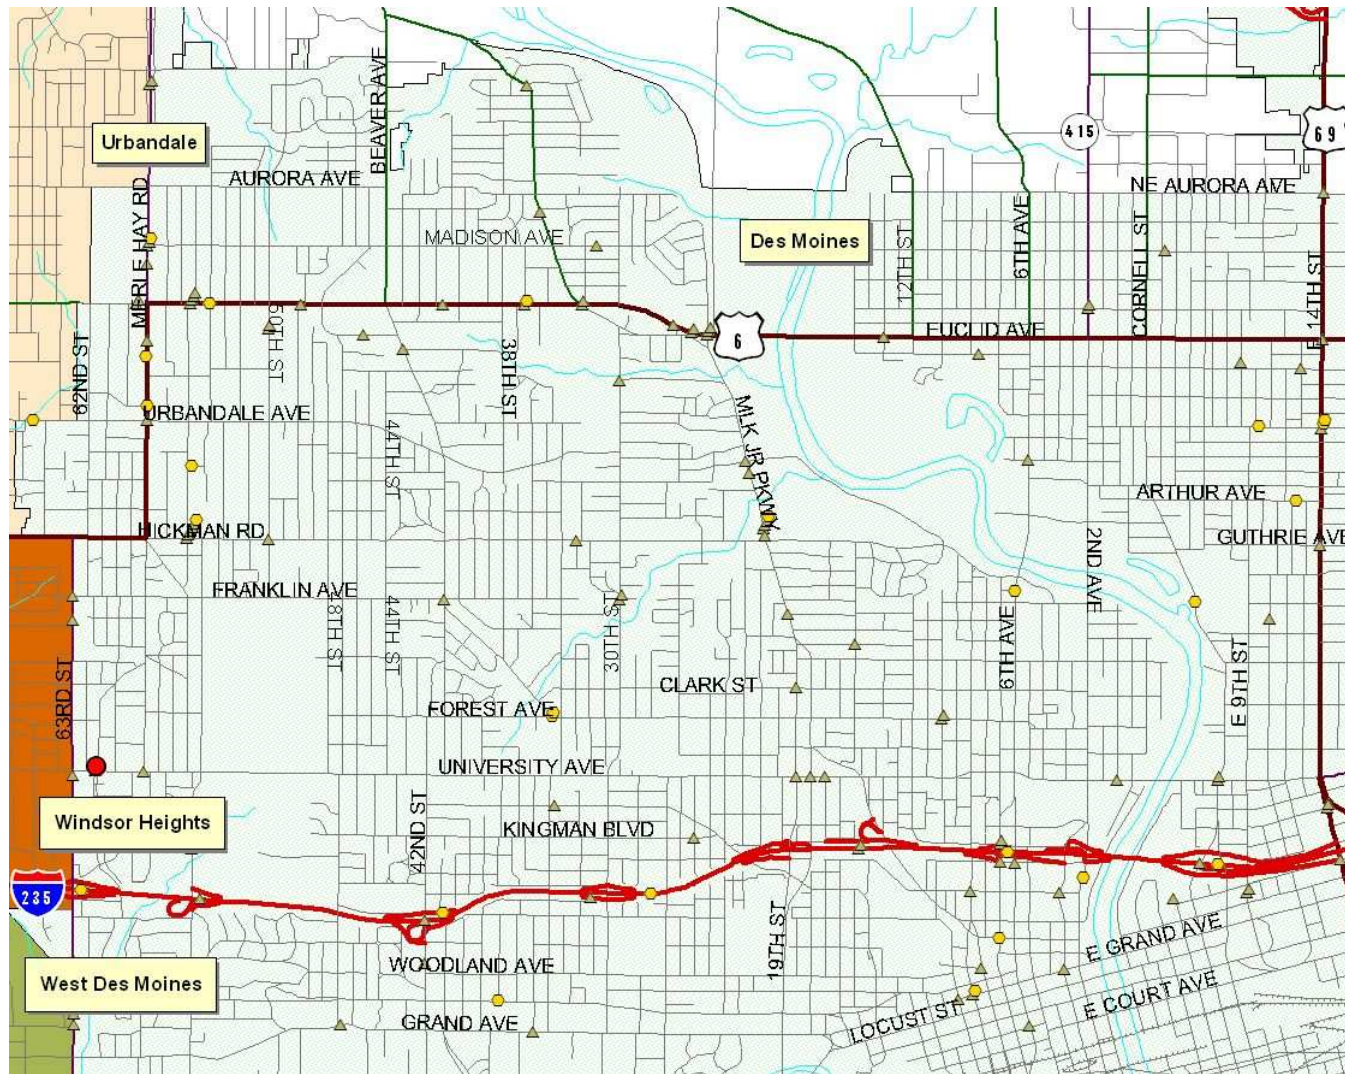 BEAVER AVE
69
415
Urbandale
AURORA AVE
NE AURORA AVE
MERLE HAY RD
MADISON AVE
Des Moines
12TH ST
6TH AVE
CORNELL ST
E 14TH ST
EUCLID AVE
6
50TH ST
62ND ST
38TH ST
URBANDALE AVE
44TH ST
MLK JR PKWY
ARTHUR AVE
HICKMAN RD
GUTHRIE AVE
2ND AVE
FRANKLIN AVE
48TH ST
44TH ST
30TH ST
6TH AVE
63RD ST
CLARK ST
E 9TH ST
FOREST AVE
UNIVERSITY AVE
Windsor Heights
42ND ST
KINGMAN BLVD
235
19TH ST
E GRAND AVE
WOODLAND AVE
West Des Moines
E COURT AVE
GRAND AVE
LOCUST ST